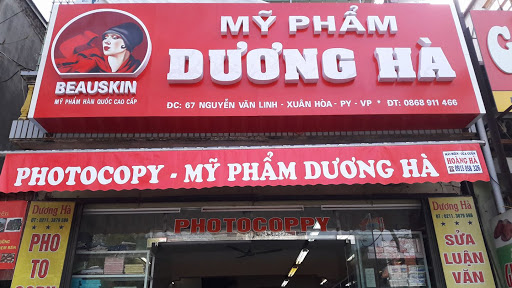 MỸ PHẨM
DƯƠNG HÀ
BEAUSKIN
MỸ PHẨM HÀN QUỐC CAO CẤP
DC: 67 NGUYỄN VĂN LINH - XUÂN HÒA - PY - VP * ĐT: 0868 911 466
PHOTOCOPY - MỸ PHẨM DƯƠNG HÀ
HOÀNG HÀ
PHOTOCOPPY
Dương Hà
PHO
TO
Dương Hà
SỬA
LUẬN
VĂN